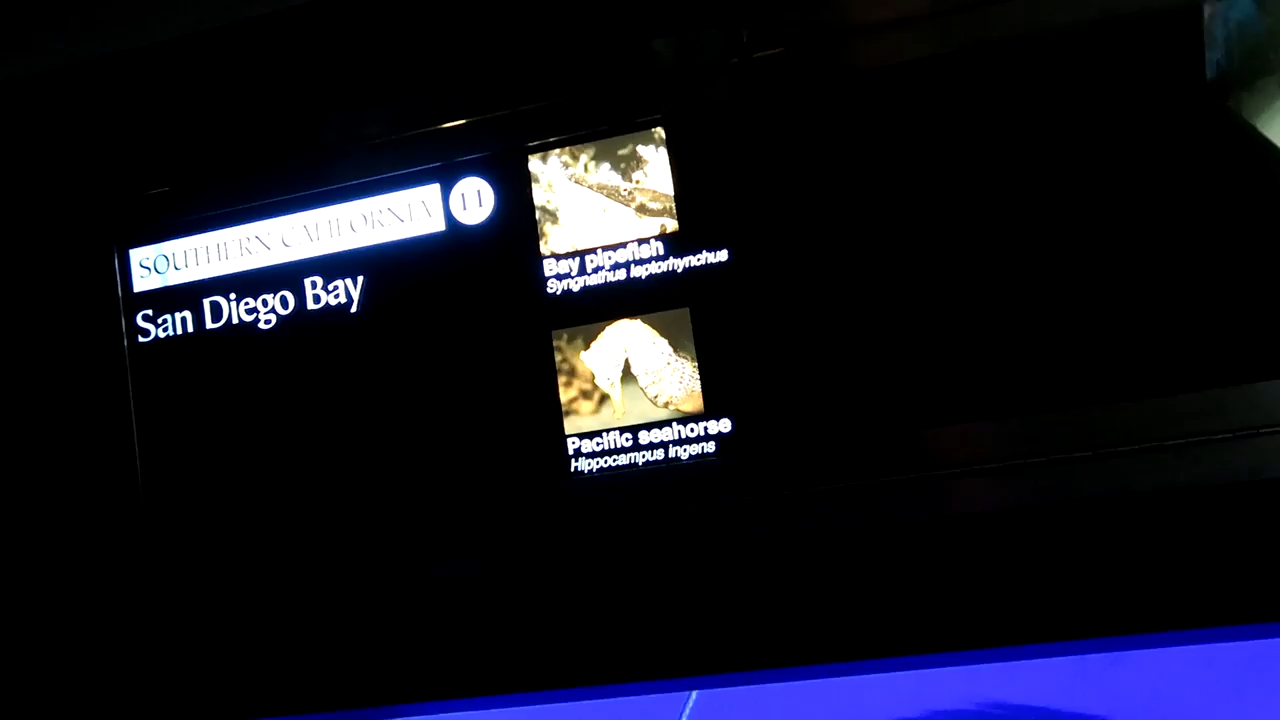 SOUTHERN CALIFORNIA 11
San Diego Bay
Bay pipefish
Syngnathus leptorhynchus
Pacific seahorse
Hippocampus ingens